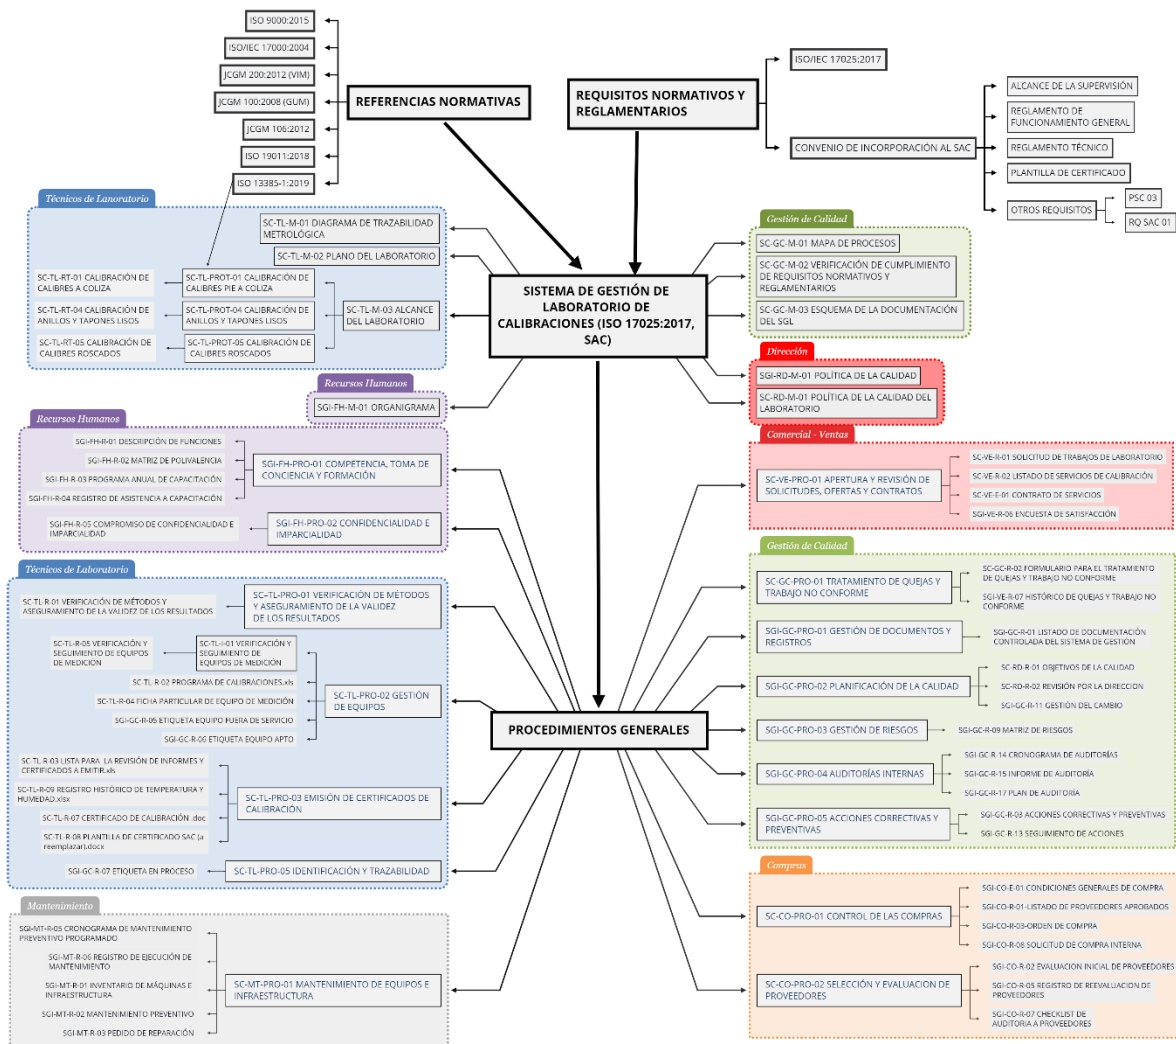 ISO 9000:2015
ISO/IEC 17000:2004
JCGM 200:2012 (VIM)
JCGM 100:2008 (GUM)
JCGM 106:2012
ISO 19011:2018
ISO 13385-1:2019
REFERENCIAS NORMATIVAS
REQUISITOS NORMATIVOS Y
REGLAMENTARIOS
ISO/IEC 17025:2017
CONVENIO DE INCORPORACIÓN AL SAC
ALCANCE DE LA SUPERVISIÓN
REGLAMENTO DE
FUNCIONAMIENTO GENERAL
REGLAMENTO TÉCNICO
PLANTILLA DE CERTIFICADO
OTROS REQUISITOS
PSC 03
RQ SAC 01
Técnicos de Lanoratorio
SC-TL-M-01 DIAGRAMA DE TRAZABILIDAD
METROLÓGICA
SC-TL-M-02 PLANO DEL LABORATORIO
SC-TL-M-03 ALCANCE
DEL LABORATORIO
SC-TL-PROT-01 CALIBRACIÓN DE
CALIBRES PIE A COLIZA
SC-TL-RT-01 CALIBRACIÓN DE
CALIBRES A COLIZA
SC-TL-PROT-04 CALIBRACIÓN DE
ANILLOS Y TAPONES LISOS
SC-TL-RT-04 CALIBRACIÓN DE
ANILLOS Y TAPONES LISOS
SC-TL-PROT-05 CALIBRACIÓN DE
CALIBRES ROSCADOS
SC-TL-RT-05 CALIBRACIÓN DE
CALIBRES ROSCADOS
SISTEMA DE GESTIÓN DE
LABORATORIO DE
CALIBRACIONES (ISO 17025:2017,
SAC)
Gestión de Calidad
SC-GC-M-01 MAPA DE PROCESOS
SC-GC-M-02 VERIFICACIÓN DE CUMPLIMIENTO
DE REQUISITOS NORMATIVOS Y
REGLAMENTARIOS
SC-GC-M-03 ESQUEMA DE LA DOCUMENTACIÓN
DEL SGL
Dirección
SGI-RD-M-01 POLÍTICA DE LA CALIDAD
SC-RD-M-01 POLÍTICA DE LA CALIDAD DEL
LABORATORIO
Recursos Humanos
SGI-FH-M-01 ORGANIGRAMA
Recursos Humanos
SGI-FH-R-01 DESCRIPCIÓN DE FUNCIONES
SGI-FH-R-02 MATRIZ DE POLIVALENCIA
SGI-FH-R-03 PROGRAMA ANUAL DE CAPACITACIÓN
SGI-FH-R-04 REGISTRO DE ASISTENCIA A CAPACITACIÓN
SGI-FH-PRO-01 COMPETENCIA, TOMA DE
CONCIENCIA Y FORMACIÓN
SGI-FH-R-05 COMPROMISO DE CONFIDENCIALIDAD E
IMPARCIALIDAD
SGI-FH-PRO-02 CONFIDENCIALIDAD E
IMPARCIALIDAD
Comercial - Ventas
SC-VE-PRO-01 APERTURA Y REVISIÓN DE
SOLICITUDES, OFERTAS Y CONTRATOS
SC-VE-R-01 SOLICITUD DE TRABAJOS DE LABORATORIO
SC-VE-R-02 LISTADO DE SERVICIOS DE CALIBRACIÓN
SC-VE-E-01 CONTRATO DE SERVICIOS
SGI-VE-R-06 ENCUESTA DE SATISFACCIÓN
Técnicos de Laboratorio
SC-TL-R-01 VERIFICACIÓN DE MÉTODOS Y
ASEGURAMIENTO DE LA VALIDEZ DE LOS RESULTADOS
SC–TL-PRO-01 VERIFICACIÓN DE MÉTODOS
Y ASEGURAMIENTO DE LA VALIDEZ
DE LOS RESULTADOS
SC-TL-R-05 VERIFICACIÓN Y
SEGUIMIENTO DE EQUIPOS
DE MEDICIÓN
SC-TL-I-01 VERIFICACIÓN Y
SEGUIMIENTO DE
EQUIPOS DE MEDICIÓN
SC-TL-R-02 PROGRAMA DE CALIBRACIONES.xls
SC-TL-R-04 FICHA PARTICULAR DE EQUIPO DE MEDICIÓN
SGI-GC-R-05 ETIQUETA EQUIPO FUERA DE SERVICIO
SGI-GC-R-06 ETIQUETA EQUIPO APTO
SC-TL-PRO-02 GESTIÓN
DE EQUIPOS
SC-TL-R-03 LISTA PARA LA REVISIÓN DE INFORMES Y
CERTIFICADOS A EMITIR.xls
SC-TL-R-09 REGISTRO HISTÓRICO DE TEMPERATURA Y
HUMEDAD.xlsx
SC-TL-R-07 CERTIFICADO DE CALIBRACIÓN .doc
SC-TL-R-08 PLANTILLA DE CERTIFICADO SAC (a
reemplazar).docx
SC-TL-PRO-03 EMISIÓN DE CERTIFICADOS DE
CALIBRACIÓN
SGI-GC-R-07 ETIQUETA EN PROCESO
SC-TL-PRO-05 IDENTIFICACIÓN Y TRAZABILIDAD
PROCEDIMIENTOS GENERALES
Gestión de Calidad
SC-GC-PRO-01 TRATAMIENTO DE QUEJAS Y
TRABAJO NO CONFORME
SC-GC-R-02 FORMULARIO PARA EL TRATAMIENTO
DE QUEJAS Y TRABAJO NO CONFORME
SGI-VE-R-07 HISTÓRICO DE QUEJAS Y TRABAJO NO
CONFORME
SGI-GC-PRO-01 GESTIÓN DE DOCUMENTOS Y
REGISTROS
SGI-GC-R-01 LISTADO DE DOCUMENTACIÓN
CONTROLADA DEL SISTEMA DE GESTIÓN
SGI-GC-PRO-02 PLANIFICACIÓN DE LA CALIDAD
SC-RD-R-01 OBJETIVOS DE LA CALIDAD
SC-RD-R-02 REVISIÓN POR LA DIRECCION
SGI-GC-R-11 GESTIÓN DEL CAMBIO
SGI-GC-PRO-03 GESTIÓN DE RIESGOS
SGI-GC-R-09 MATRIZ DE RIESGOS
SGI-GC-PRO-04 AUDITORÍAS INTERNAS
SGI-GC-R-14 CRONOGRAMA DE AUDITORÍAS
SGI-GC-R-15 INFORME DE AUDITORÍA
SGI-GC-R-17 PLAN DE AUDITORÍA
SGI-GC-PRO-05 ACCIONES CORRECTIVAS Y
PREVENTIVAS
SGI-GC-R-03 ACCIONES CORRECTIVAS Y PREVENTIVAS
SGI-GC-R-13 SEGUIMIENTO DE ACCIONES
Mantenimiento
SGI-MT-R-05 CRONOGRAMA DE MANTENIMIENTO
PREVENTIVO PROGRAMADO
SGI-MT-R-06 REGISTRO DE EJECUCIÓN DE
MANTENIMIENTO
SGI-MT-R-01 INVENTARIO DE MÁQUINAS E
INFRAESTRUCTURA
SGI-MT-R-02 MANTENIMIENTO PREVENTIVO
SGI-MT-R-03 PEDIDO DE REPARACIÓN
SC-MT-PRO-01 MANTENIMIENTO DE EQUIPOS E
INFRAESTRUCTURA
Compras
SC-CO-PRO-01 CONTROL DE LAS COMPRAS
SGI-CO-E-01 CONDICIONES GENERALES DE COMPRA
SGI-CO-R-01-LISTADO DE PROVEEDORES APROBADOS
SGI-CO-R-03-ORDEN DE COMPRA
SGI-CO-R-08 SOLICITUD DE COMPRA INTERNA
SC-CO-PRO-02 SELECCIÓN Y EVALUACION DE
PROVEEDORES
SGI-CO-R-02 EVALUACION INICIAL DE PROVEEDORES
SGI-CO-R-05 REGISTRO DE REEVALUACION DE
PROVEEDORES
SGI-CO-R-07 CHECKLIST DE
AUDITORIA A PROVEEDORES